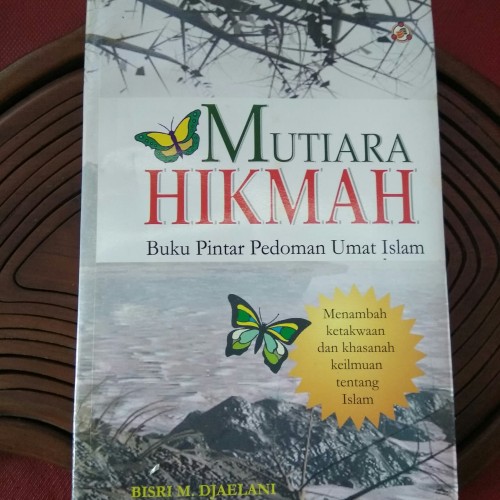 MUTIARA
HIKMAH
Buku Pintar Pedoman Umat Islam
Menambah
ketakwaan
dan khasanah
keilmuan
tentang
Islam
BISRI M. DJAELANI